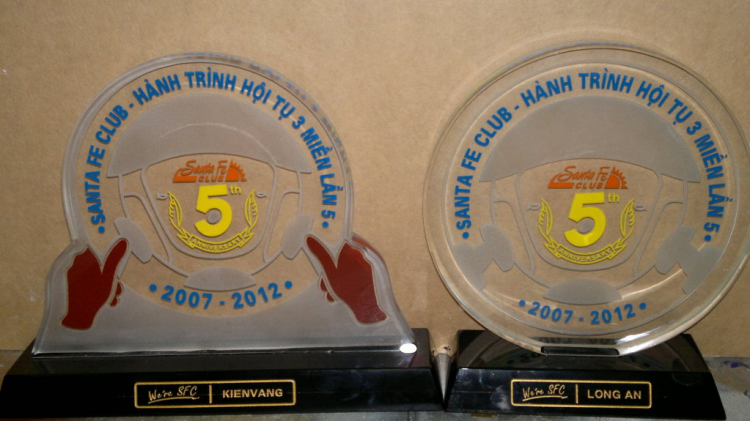 •SANTA FE CLUB - HÀNH TRÌNH HỘI TỤ 3 MIỀN LẦN 5•
Santa Fe
CLUB
5th
ANNIVERSARY
• 2007 - 2012 •
We're SFC | KIENVANG
•SANTA FE CLUB - HÀNH TRÌNH HỘI TỤ 3 MIỀN LẦN 5•
Santa Fe
CLUB
5th
ANNIVERSARY
• 2007 - 2012 •
We're SFC | LONG AN